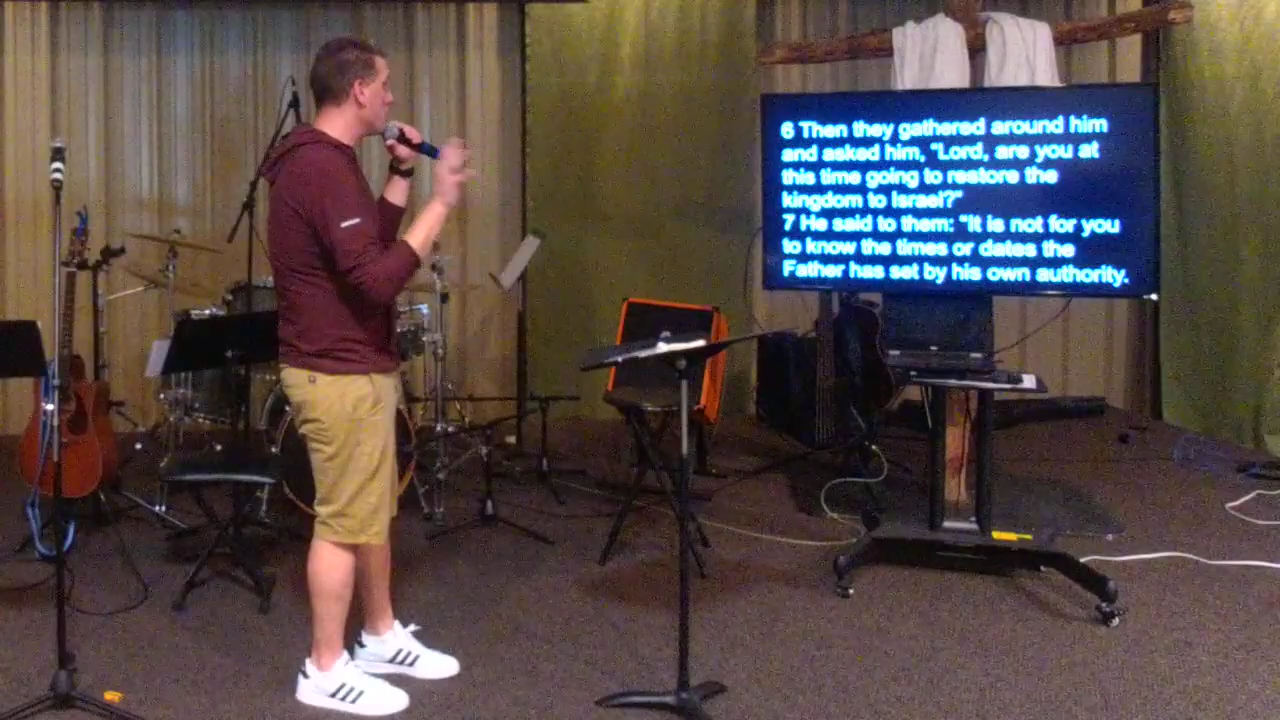 6 Then they gathered around him
and asked him, "Lord, are you at
this time going to restore the
kingdom to Israel?"
7 He said to them: "It is not for you
to know the times or dates the
Father has set by his own authority.